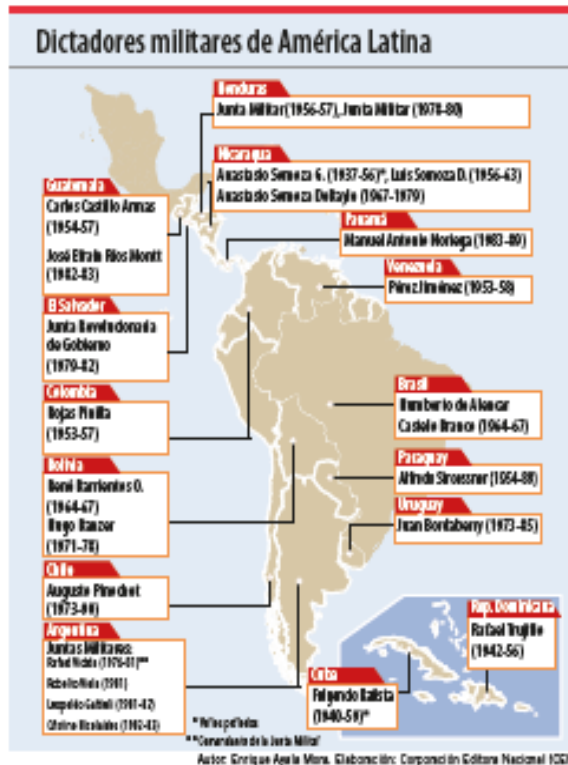 Dictadores militares de América Latina
Honduras
Junta Militar (1956-57), Junta Militar (1978-80)
Nicaragua
Anastasio Somoza G. (1937-56)*, Luis Somoza D. (1956-63)
Anastasio Somoza Debayle (1967-1979)
Guatemala
Carlos Castillo Armas
(1954-57)
José Efraín Ríos Montt
(1982-83)
Panamá
Manuel Antonio Noriega (1983-89)
Venezuela
Pérez Jiménez (1953-58)
El Salvador
Junta Revolucionaria
de Gobierno
(1979-82)
Colombia
Rojas Pinilla
(1953-57)
Brasil
Humberto de Alencar
Castelo Branco (1964-67)
Bolivia
René Barrientos O.
(1964-67)
Hugo Banzer
(1971-78)
Paraguay
Alfredo Stroessner (1954-89)
Uruguay
Juan Bordaberry (1973-85)
Chile
Augusto Pinochet
(1973-90)
Argentina
Juntas Militares:
Rafael Videla (1976-81)**
Roberto Viola (1981)
Leopoldo Galtieri (1981-82)
(1982-83)
Rep. Dominicana
Rafael Trujillo
(1942-56)
Cuba
Fulgencio Batista
(1940-59)*
* Varios períodos
** Comandante de la Junta Militar
Autor: Enrique Ayala Mora. Elaboración: Corporación Editora Nacional